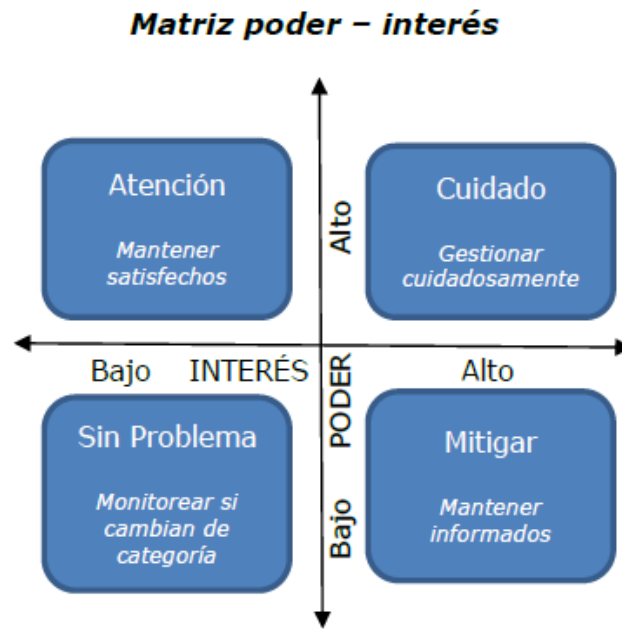 Matriz poder – interés
Atención
Mantener
satisfechos
Alto
Cuidado
Gestionar
cuidadosamente
Bajo
INTERÉS
PODER
Alto
Sin Problema
Monitorear si
cambian de
categoría
Bajo
Mitigar
Mantener
informados